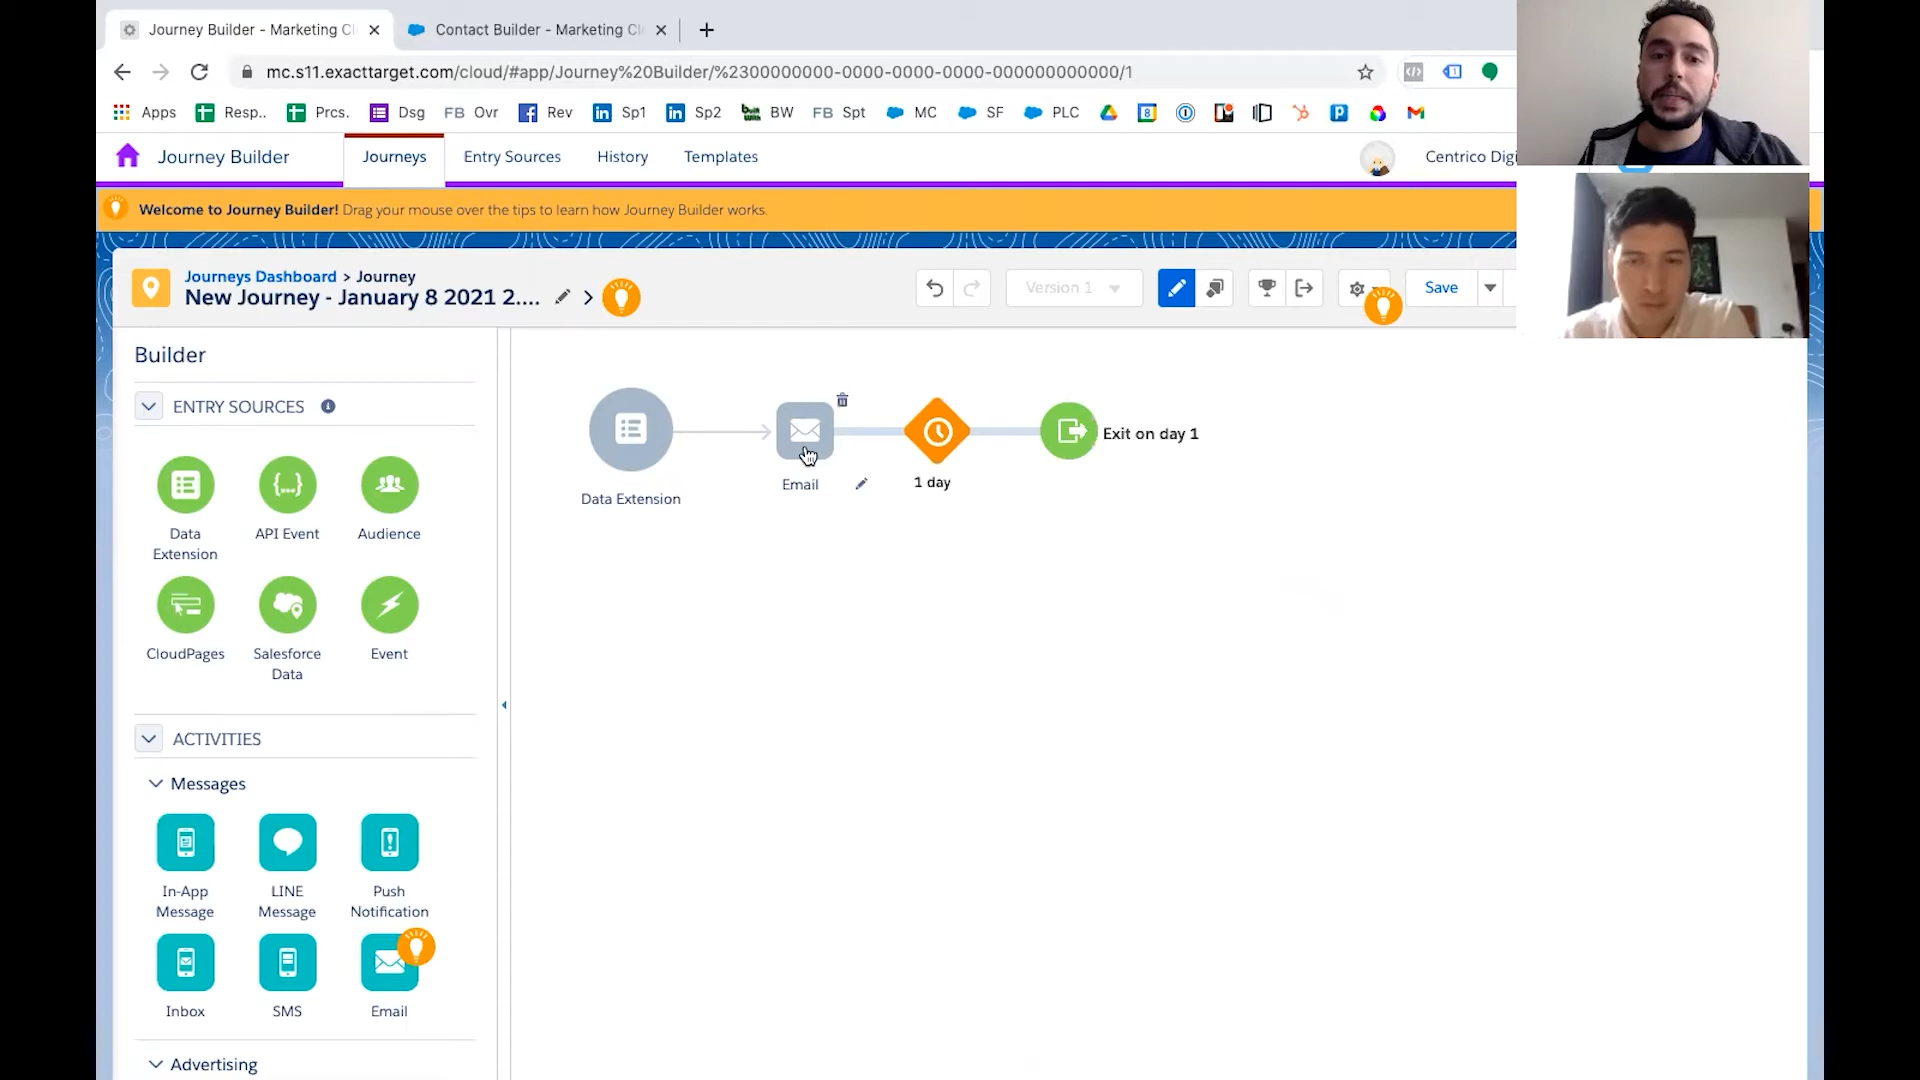 Journey Builder - Marketing Cl
Contact Builder - Marketing Cl
mc.s11.exacttarget.com/cloud/#app/Journey%20Builder/%2300000000-0000-0000-0000-000000000000/1
Apps
Resp..
Prcs.
Dsg
FB Ovr
Rev
Sp1
Sp2
built with BW
FB Spt
MC
SF
PLC
8
P
Journey Builder
Journeys
Entry Sources
History
Templates
Centrico Digi
Welcome to Journey Builder! Drag your mouse over the tips to learn how Journey Builder works.
Journeys Dashboard > Journey
New Journey - January 8 2021 2....
Version 1
Save
Builder
ENTRY SOURCES
Data Extension
API Event
Audience
CloudPages
Salesforce Data
Event
ACTIVITIES
Messages
In-App Message
LINE Message
Push Notification
Inbox
SMS
Email
Advertising
Data Extension
Email
1 day
Exit on day 1